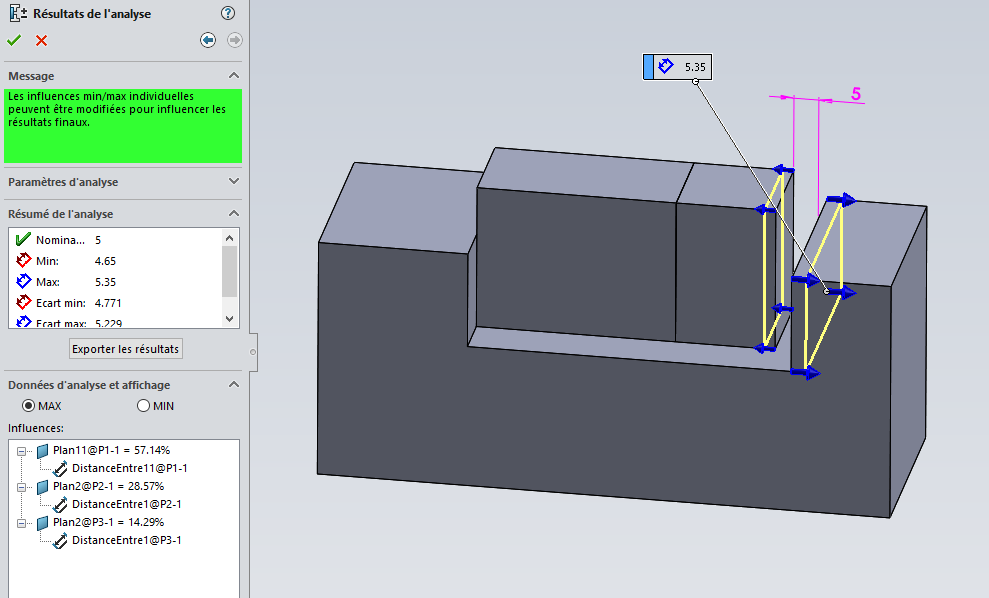 Résultats de l'analyse
Message
Les influences min/max individuelles
peuvent être modifiées pour influencer les
résultats finaux.
Paramètres d'analyse
Résumé de l'analyse
Nomina... 5
Min: 4.65
Max: 5.35
Ecart min: 4.771
Ecart max: 5.229
Exporter les résultats
Données d'analyse et affichage
MAX MIN
Influences:
Plan11@P1-1 = 57.14%
DistanceEntre11@P1-1
Plan2@P2-1 = 28.57%
DistanceEntre1@P2-1
Plan2@P3-1 = 14.29%
DistanceEntre1@P3-1
5.35
5